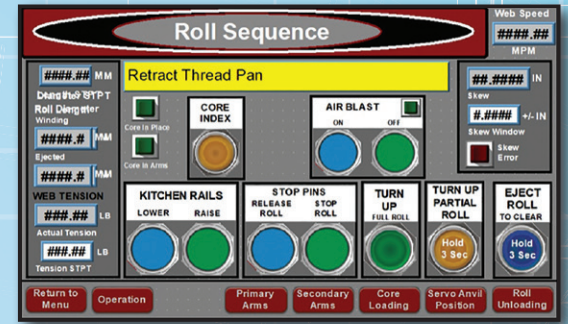 Roll Sequence
Web Speed
####.##
MPM
####.## MM
Roll Diameter
Winding
####.# MM
Ejected
####.# MM
WEB TENSION
###.## LB
Actual Tension
###.## LB
Tension STPT
Retract Thread Pan
Core In Place
Core In Arms
CORE
INDEX
AIR BLAST
ON OFF
##.#### IN
Skew
#.#### +/- IN
Skew Window
Skew
Error
KITCHEN RAILS
LOWER RAISE
STOP PINS
RELEASE
ROLL
STOP
ROLL
TURN
UP
FULL ROLL
TURN UP
PARTIAL
ROLL
Hold
3 Sec
EJECT
ROLL
TO CLEAR
Hold
3 Sec
Return to
Menu
Operation
Primary
Arms
Secondary
Arms
Core
Loading
Servo Anvil
Position
Roll
Unloading